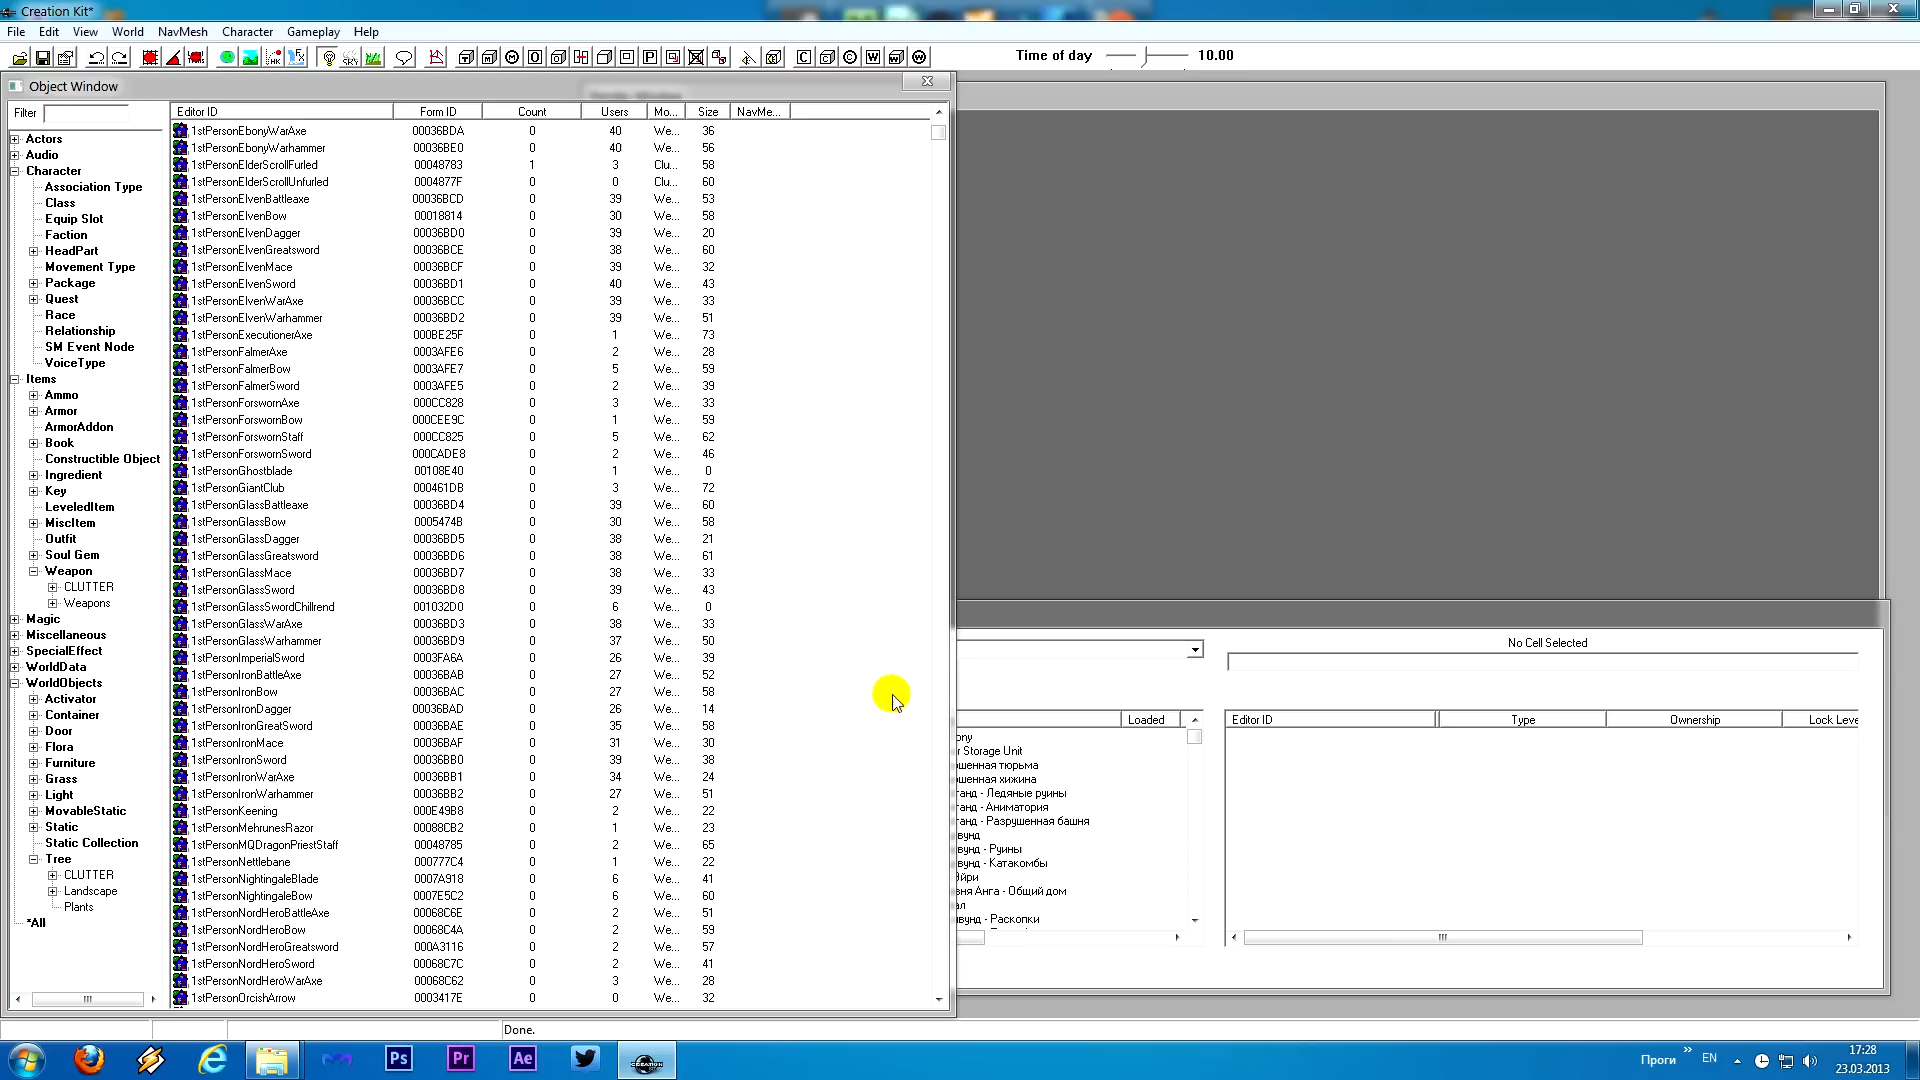 Creation Kit*
File Edit View World NavMesh Character Gameplay Help
Time of day 10.00
Object Window
Filter
Actors
Audio
Character
Association Type
Class
Equip Slot
Faction
HeadPart
Movement Type
Package
Quest
Race
Relationship
SM Event Node
VoiceType
Items
Ammo
Armor
ArmorAddon
Book
Constructible Object
Ingredient
Key
LeveledItem
MiscItem
Outfit
Soul Gem
Weapon
CLUTTER
Weapons
Magic
Miscellaneous
SpecialEffect
WorldData
WorldObjects
Activator
Container
Door
Flora
Furniture
Grass
Light
MovableStatic
Static
Static Collection
Tree
CLUTTER
Landscape
Plants
*All
Editor ID Form ID Count Users Mo... Size NavMe...
1stPersonEbonyWarAxe 00036BDA 0 40 We... 36
1stPersonEbonyWarhammer 00036BE0 0 40 We... 56
1stPersonElderScrollFurled 00048783 1 3 Clu... 58
1stPersonElderScrollUnfurled 0004877F 0 0 Clu... 60
1stPersonElvenBattleaxe 00036BCD 0 39 We... 53
1stPersonElvenBow 00018814 0 30 We... 58
1stPersonElvenDagger 00036BD0 0 39 We... 20
1stPersonElvenGreatsword 00036BCE 0 38 We... 60
1stPersonElvenMace 00036BCF 0 39 We... 32
1stPersonElvenSword 00036BD1 0 40 We... 43
1stPersonElvenWarAxe 00036BCC 0 39 We... 33
1stPersonElvenWarhammer 00036BD2 0 39 We... 51
1stPersonExecutionerAxe 000BE25F 0 1 We... 73
1stPersonFalmerAxe 0003AFE6 0 2 We... 28
1stPersonFalmerBow 0003AFE7 0 5 We... 59
1stPersonFalmerSword 0003AFE5 0 2 We... 39
1stPersonForswornAxe 000CC828 0 3 We... 33
1stPersonForswornBow 000CEE9C 0 1 We... 59
1stPersonForswornStaff 000CC825 0 5 We... 62
1stPersonForswornSword 000CADE8 0 2 We... 46
1stPersonGhostblade 00108E40 0 1 We... 0
1stPersonGiantClub 000461DB 0 3 We... 72
1stPersonGlassBattleaxe 00036BD4 0 39 We... 60
1stPersonGlassBow 0005474B 0 30 We... 58
1stPersonGlassDagger 00036BD5 0 38 We... 21
1stPersonGlassGreatsword 00036BD6 0 38 We... 61
1stPersonGlassMace 00036BD7 0 38 We... 33
1stPersonGlassSword 00036BD8 0 39 We... 43
1stPersonGlassSwordChillrend 001032D0 0 6 We... 0
1stPersonGlassWarAxe 00036BD3 0 38 We... 33
1stPersonGlassWarhammer 00036BD9 0 37 We... 50
1stPersonImperialSword 0003FA6A 0 26 We... 39
1stPersonIronBattleAxe 00036BAB 0 27 We... 52
1stPersonIronBow 00036BAC 0 27 We... 58
1stPersonIronDagger 00036BAD 0 26 We... 14
1stPersonIronGreatSword 00036BAE 0 35 We... 58
1stPersonIronMace 00036BAF 0 31 We... 30
1stPersonIronSword 00036BB0 0 39 We... 38
1stPersonIronWarAxe 00036BB1 0 34 We... 24
1stPersonIronWarhammer 00036BB2 0 27 We... 51
1stPersonKeening 000E49B8 0 2 We... 22
1stPersonMehrunesRazor 00088CB2 0 1 We... 23
1stPersonMQDragonPriestStaff 00048785 0 2 We... 65
1stPersonNettlebane 000777C4 0 1 We... 22
1stPersonNightingaleBlade 0007A918 0 6 We... 41
1stPersonNightingaleBow 0007E5C2 0 6 We... 60
1stPersonNordHeroBattleAxe 00068C6E 0 2 We... 51
1stPersonNordHeroBow 00068C4A 0 2 We... 59
1stPersonNordHeroGreatsword 000A3116 0 2 We... 57
1stPersonNordHeroSword 00068C7C 0 2 We... 41
1stPersonNordHeroWarAxe 00068C62 0 3 We... 28
1stPersonOrcishArrow 0003417E 0 0 We... 32
No Cell Selected
Loaded
ony
r Storage Unit
ошенная тюрьма
ошенная хижина
ганд - Ледяные руины
ганд - Аниматория
ганд - Разрушенная башня
вунд
вунд - Руины
вунд - Катакомбы
Эйри
вня Анга - Общий дом
ал
ивунд - Раскопки
Editor ID Type Ownership Lock Leve
Done.
Ps Pr Ae
CREATION
Проги » EN
17:28
23.03.2013